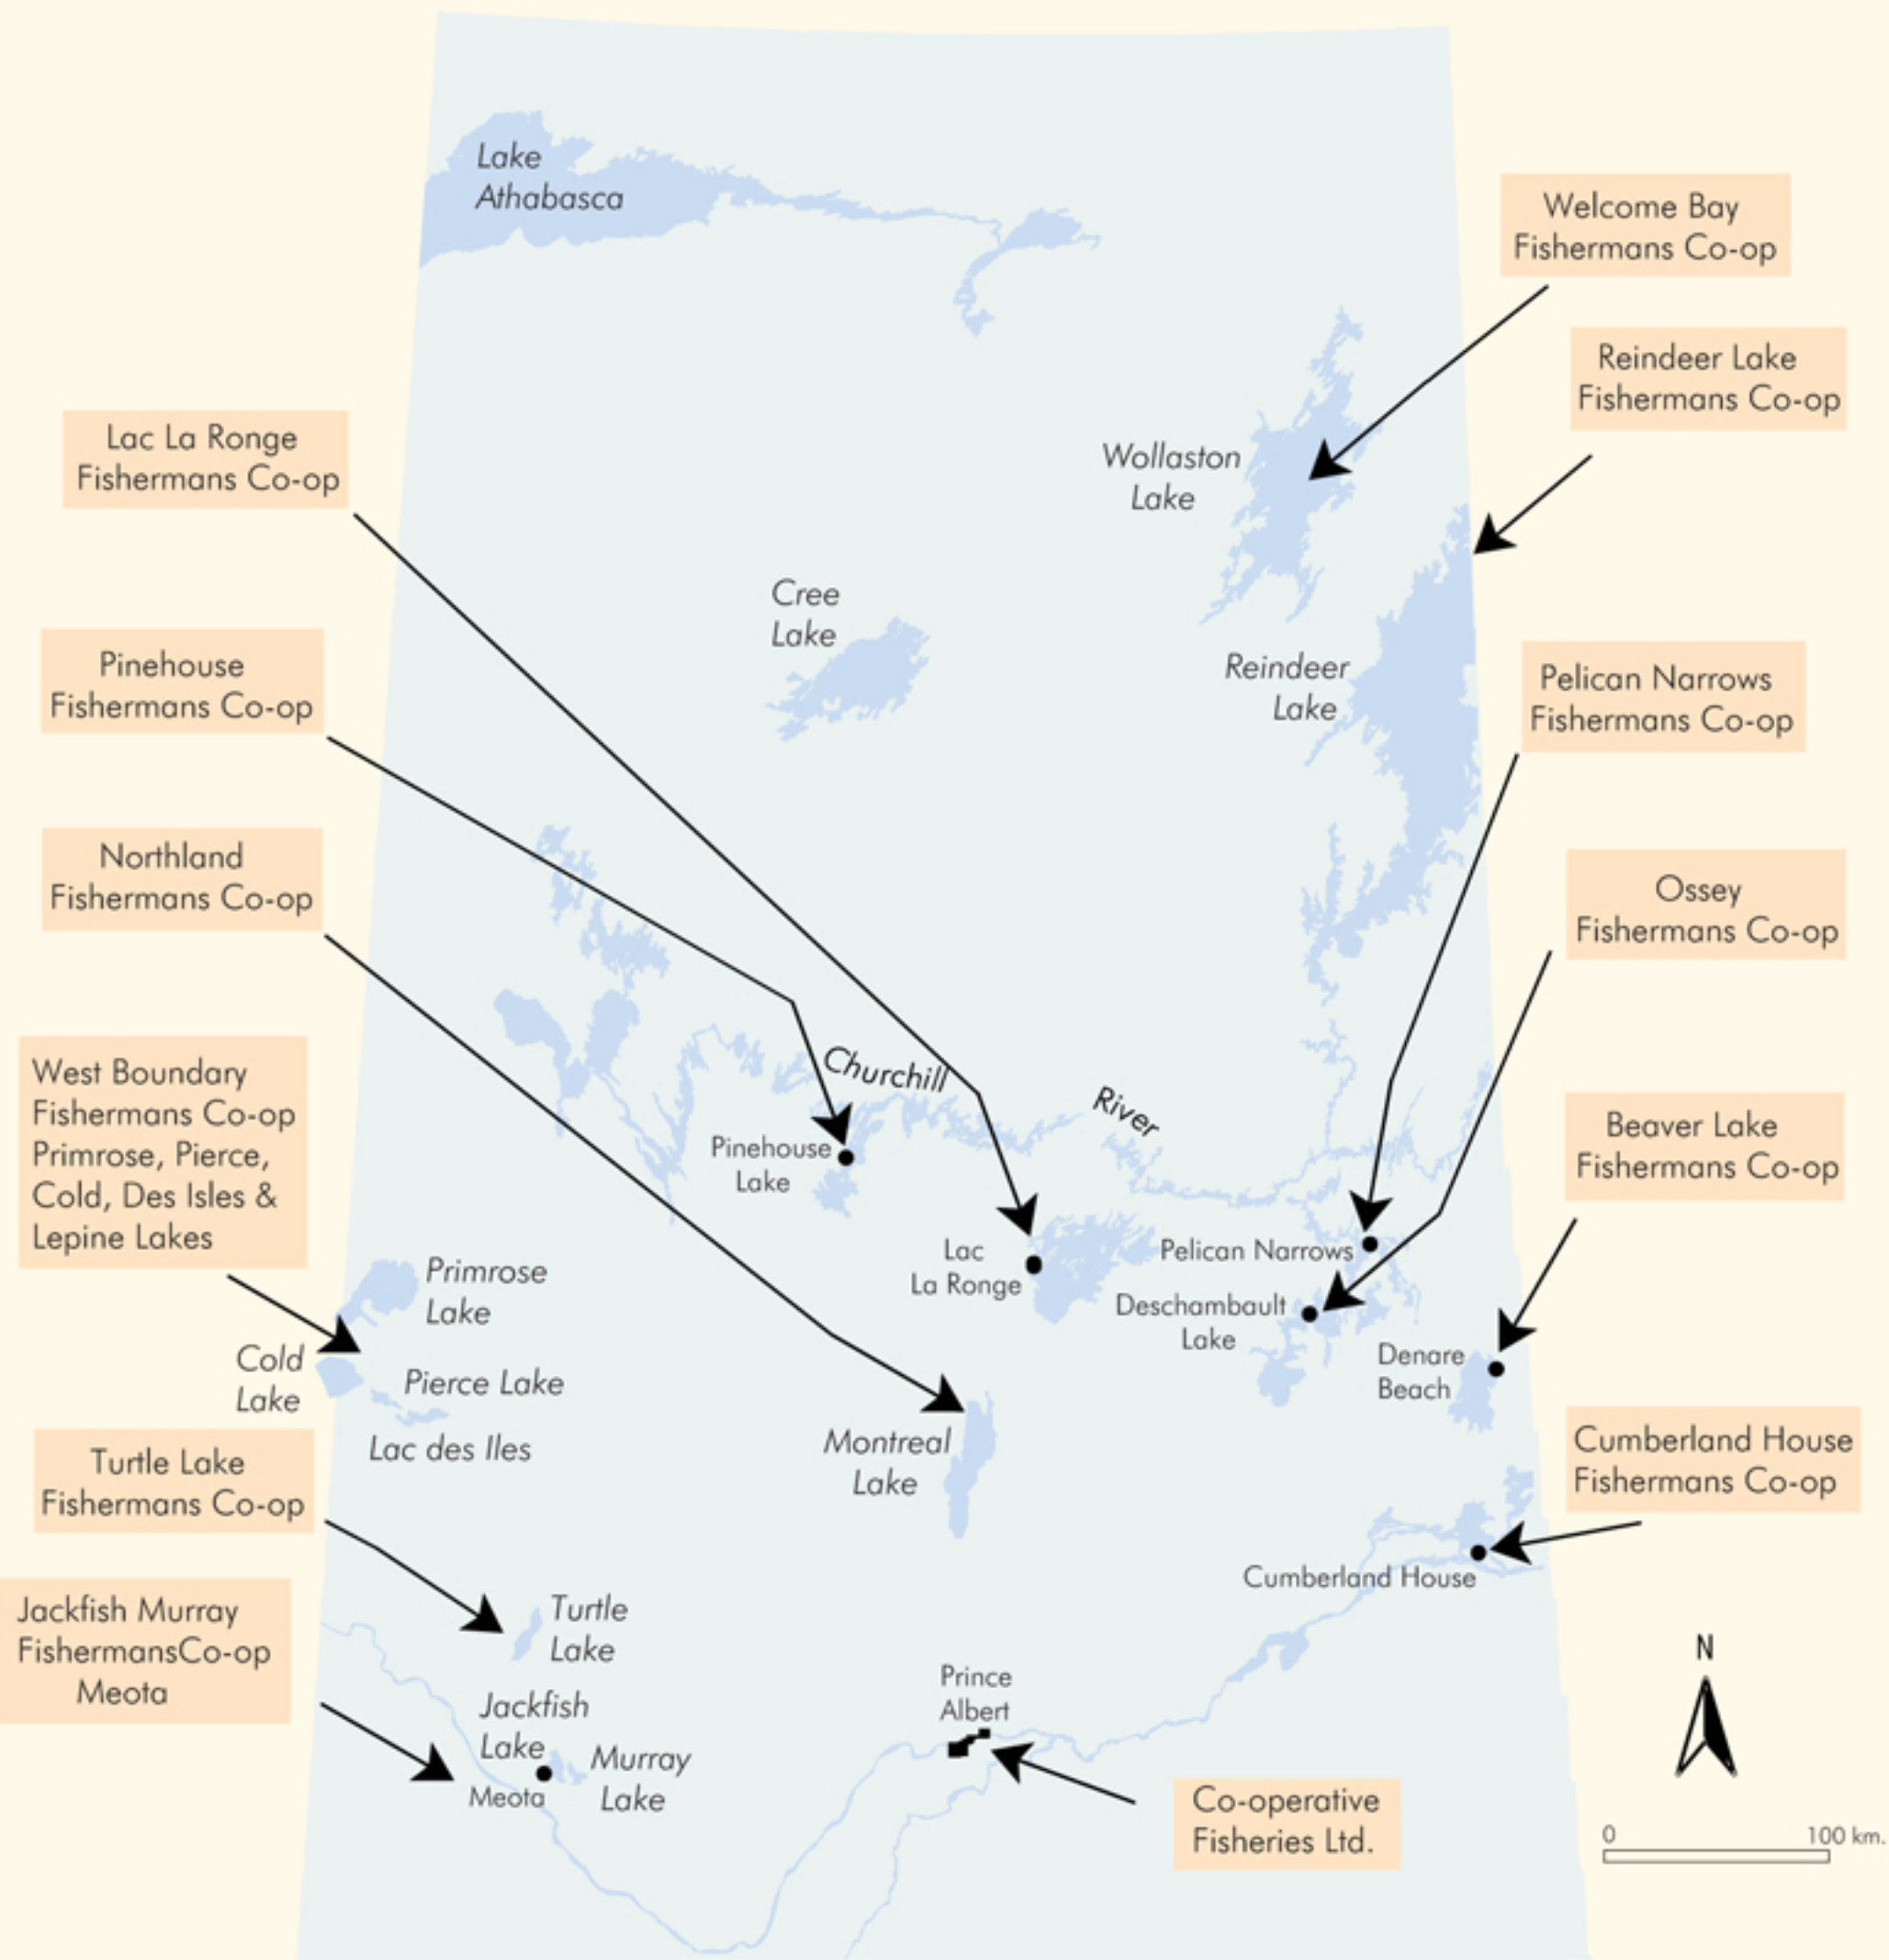 Lake
Athabasca
Welcome Bay
Fishermans Co-op
Reindeer Lake
Fishermans Co-op
Lac La Ronge
Fishermans Co-op
Wollaston
Lake
Cree
Lake
Pinehouse
Fishermans Co-op
Reindeer
Lake
Pelican Narrows
Fishermans Co-op
Northland
Fishermans Co-op
Ossey
Fishermans Co-op
West Boundary
Fishermans Co-op
Primrose, Pierce,
Cold, Des Isles &
Lepine Lakes
Churchill
River
Beaver Lake
Fishermans Co-op
Pinehouse
Lake
Lac
La Ronge
Pelican Narrows
Deschambault
Lake
Primrose
Lake
Cold
Lake
Pierce Lake
Lac des Iles
Denare
Beach
Turtle Lake
Fishermans Co-op
Montreal
Lake
Cumberland House
Fishermans Co-op
Cumberland House
Jackfish Murray
FishermansCo-op
Meota
Turtle
Lake
Jackfish
Lake
Murray
Lake
Meota
Prince
Albert
Co-operative
Fisheries Ltd.
N
0 100 km.